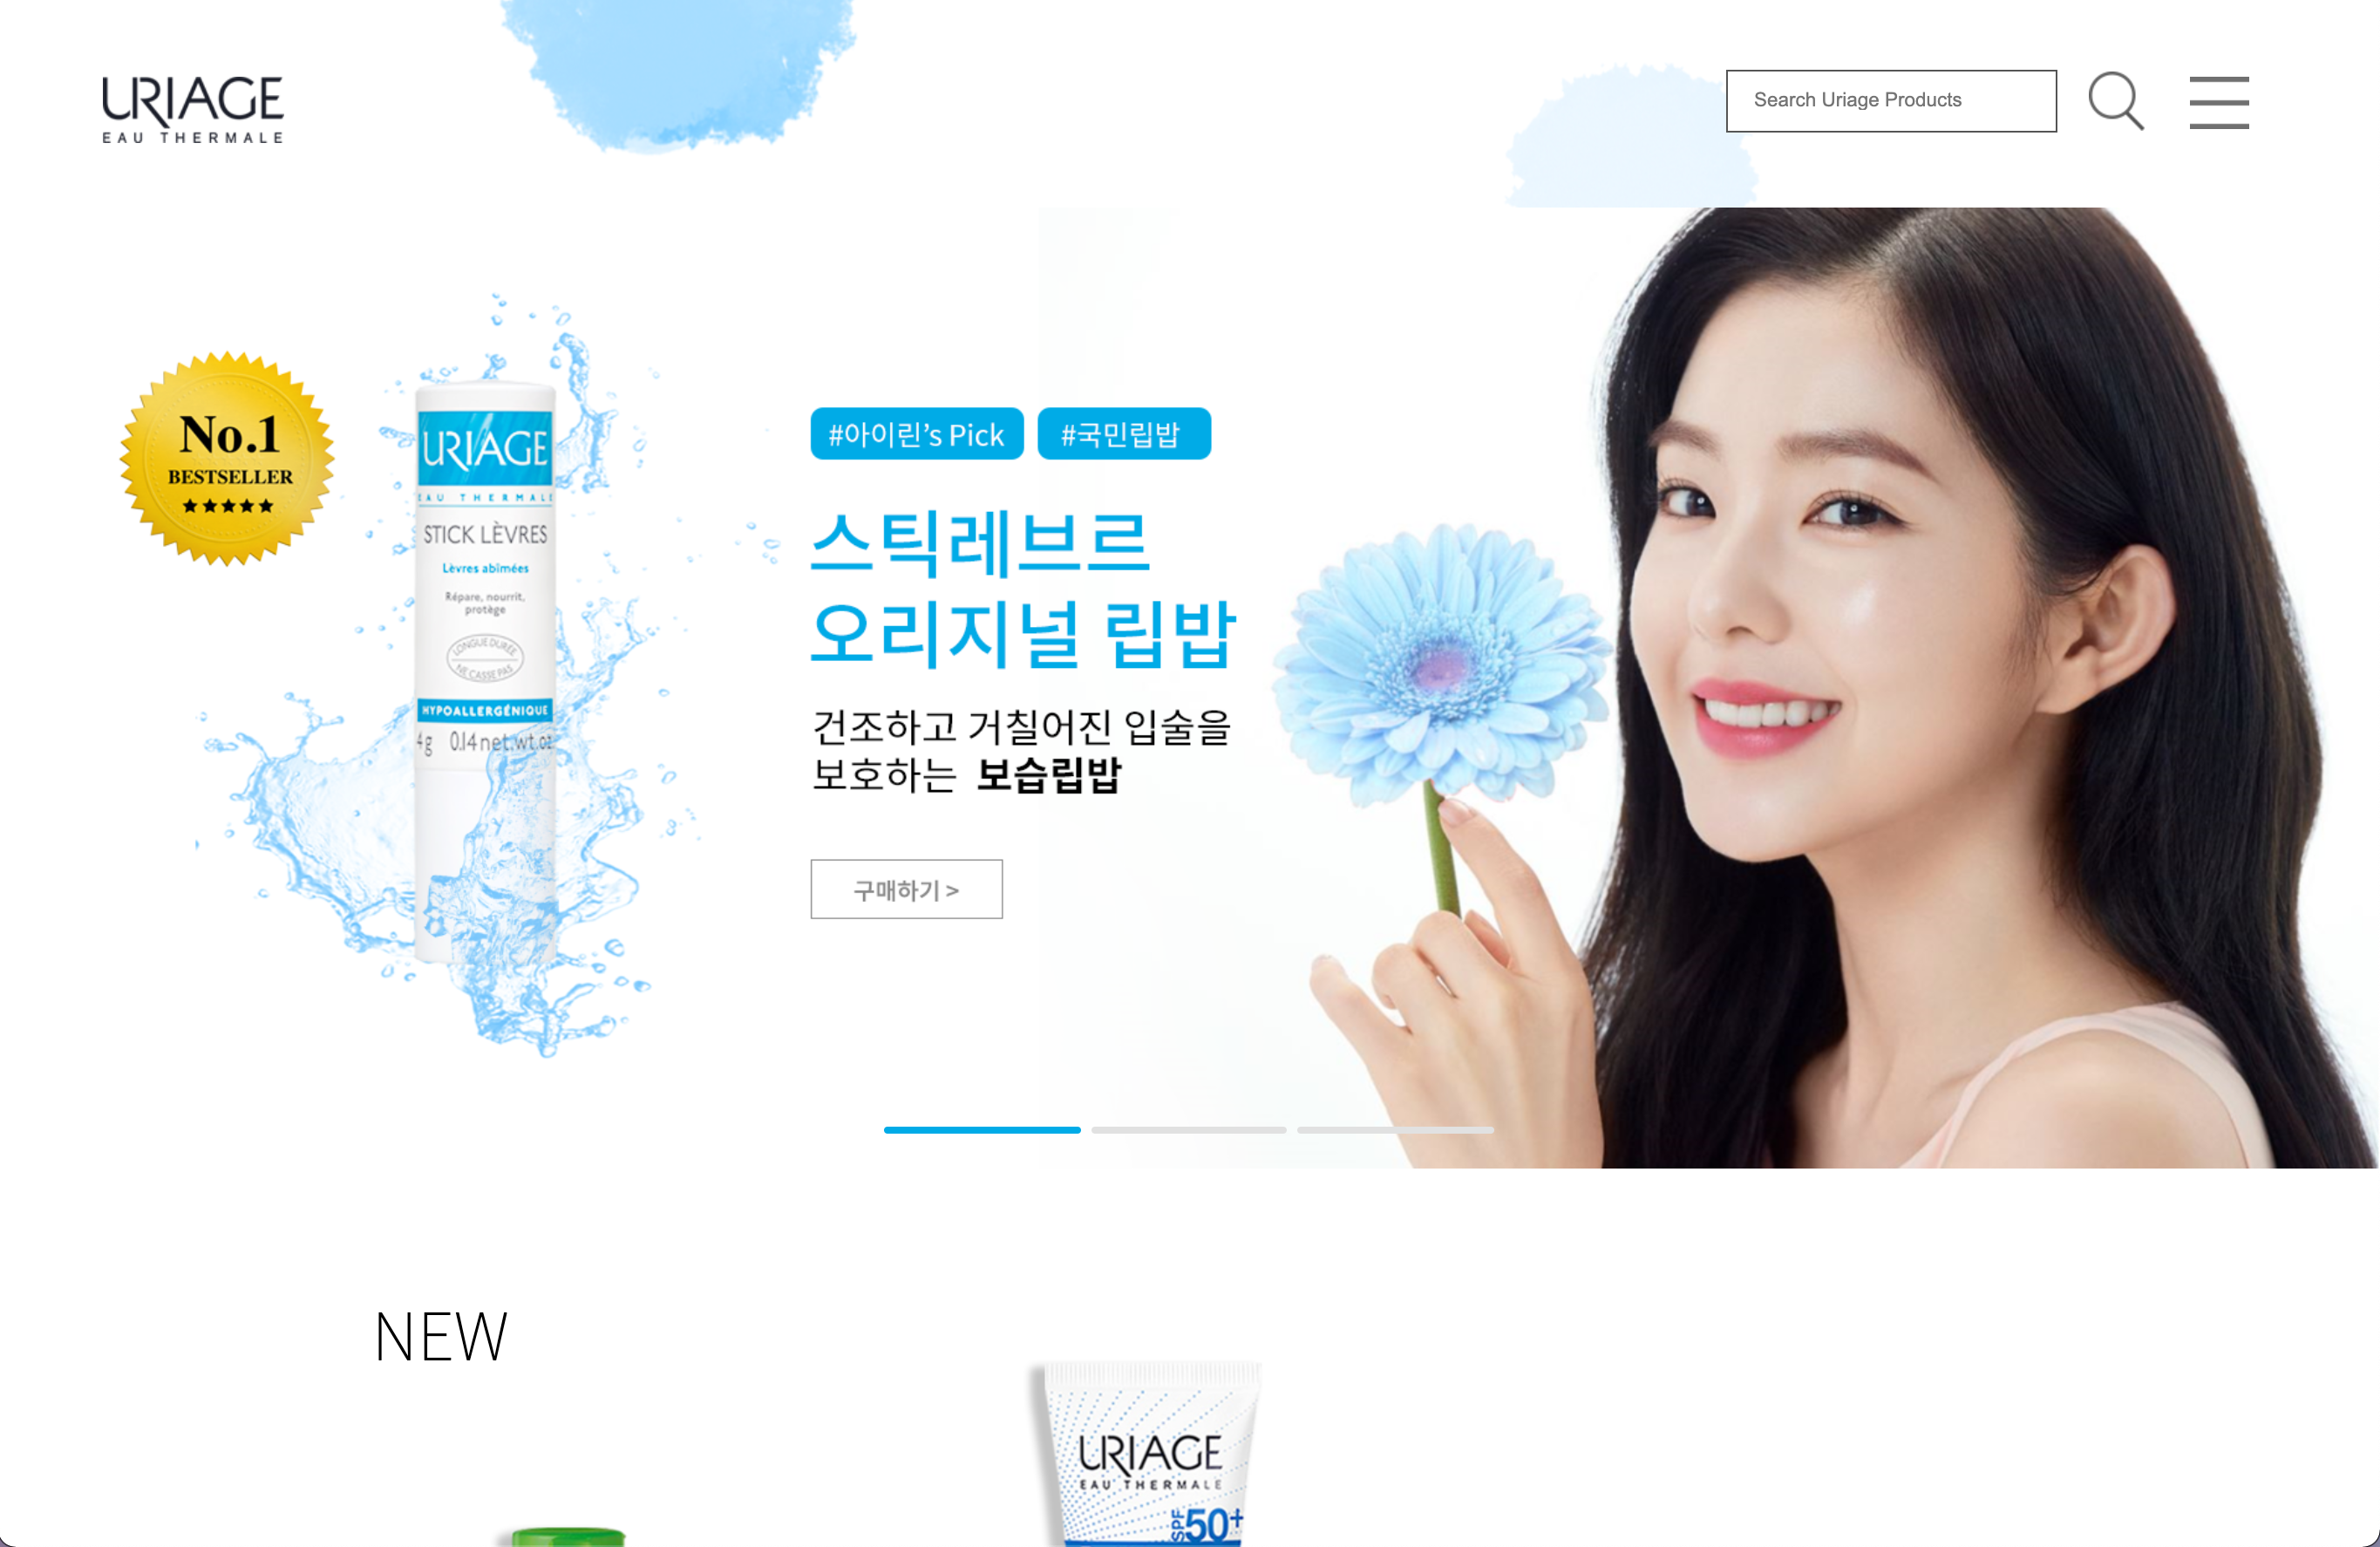 URIAGE
EAU THERMALE
Search Uriage Products
No.1
BESTSELLER
URIAGE
EAU THERMALE
STICK LÈVRES
Lèvres abîmées
Répare, nourrit,
protège
LONGUE DURÉE
NE CASSE PAS
HYPOALLERGÉNIQUE
4g 0.14 net.wt.oz
#아이린’s Pick #국민립밤
스틱레브르
오리지널 립밤
건조하고 거칠어진 입술을
보호하는 보습립밤
구매하기 >
NEW
URIAGE
EAU THERMALE
SPF 50+